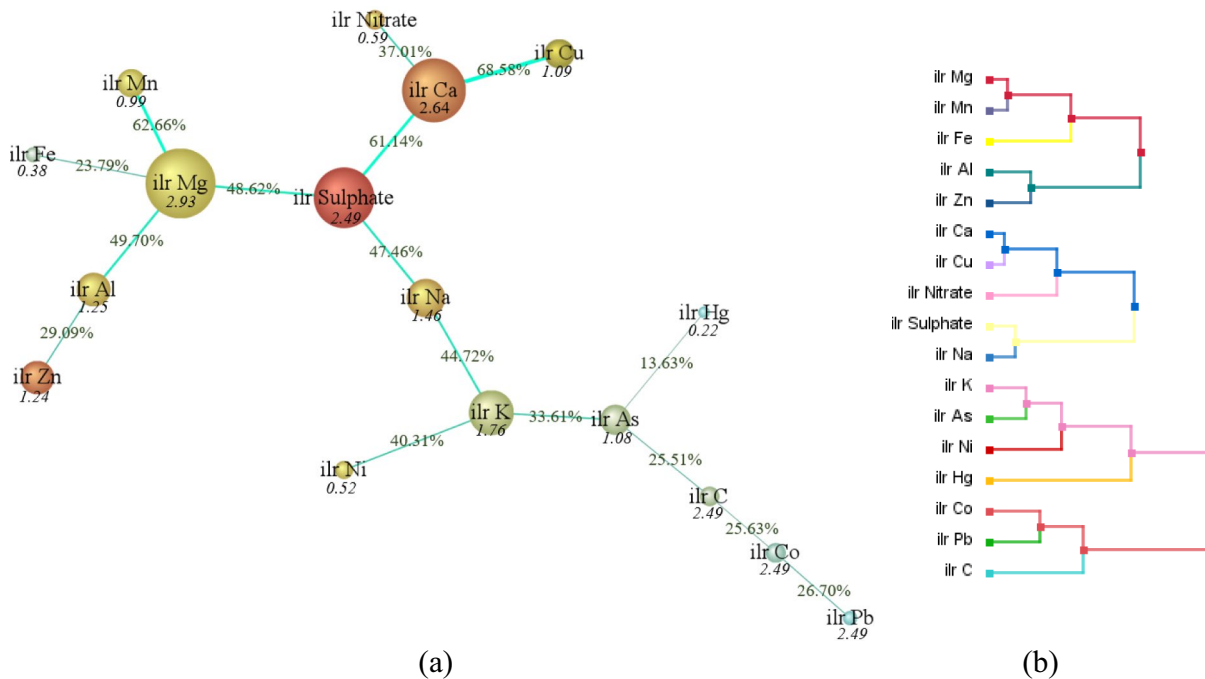 ilr Nitrate
0.59
37.01%
ilr Cu
1.09
68.58%
ilr Ca
2.64
ilr Mn
0.99
62.66%
61.14%
ilr Fe
0.38
23.79%
ilr Mg
2.93
48.62%
ilr Sulphate
2.49
49.70%
47.46%
ilr Al
1.25
ilr Na
1.46
29.09%
ilr Zn
1.24
44.72%
ilr Hg
0.22
13.63%
ilr K
1.76
33.61%
ilr As
1.08
40.31%
ilr Ni
0.52
25.51%
ilr C
2.49
25.63%
ilr Co
2.49
26.70%
ilr Pb
2.49
(a)
ilr Mg
ilr Mn
ilr Fe
ilr Al
ilr Zn
ilr Ca
ilr Cu
ilr Nitrate
ilr Sulphate
ilr Na
ilr K
ilr As
ilr Ni
ilr Hg
ilr Co
ilr Pb
ilr C
(b)